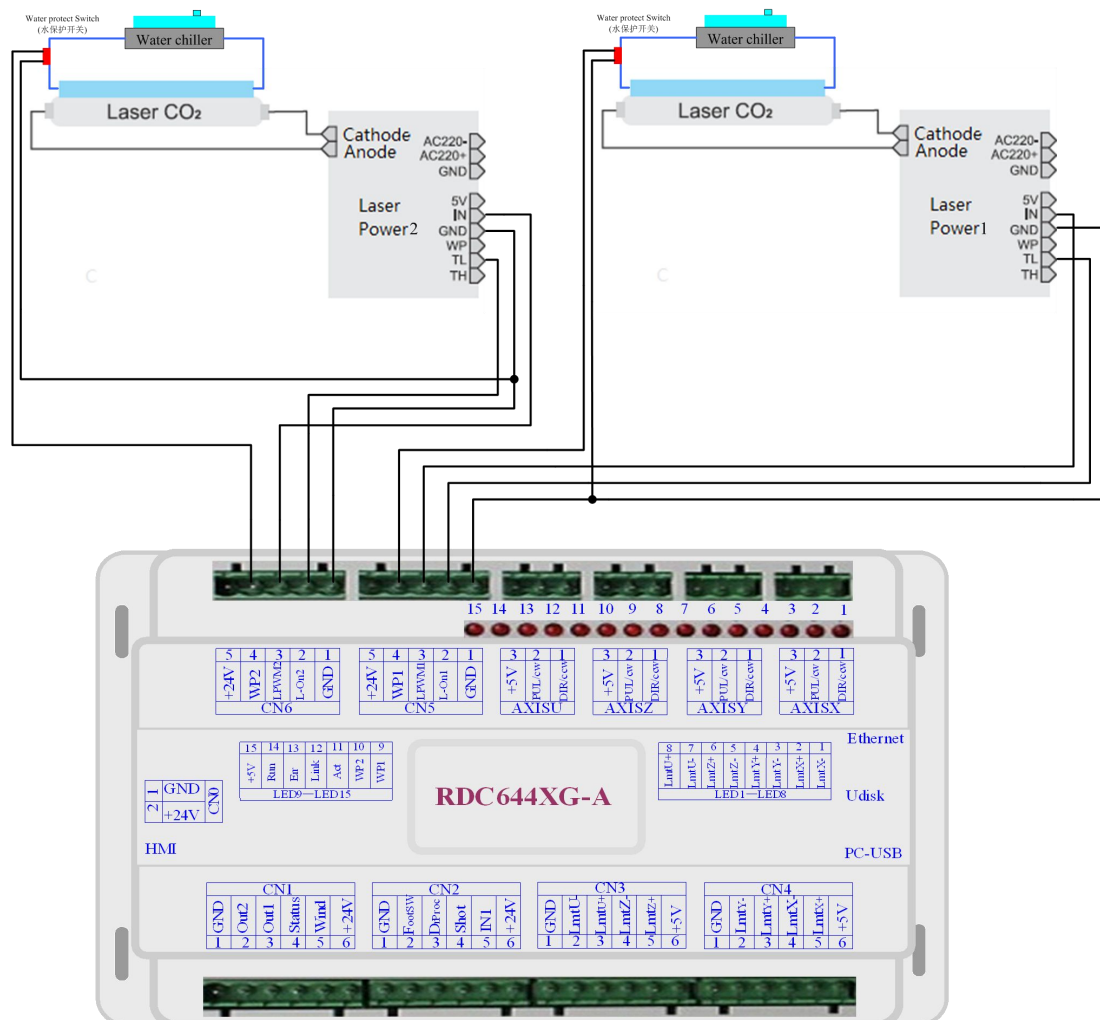 Water protect Switch
(水保护开关)
Water chiller
Laser CO₂
Cathode
Anode
AC220-
AC220+
GND
Laser
Power2
5V
IN
GND
WP
TL
TH
Water protect Switch
(水保护开关)
Water chiller
Laser CO₂
Cathode
Anode
AC220-
AC220+
GND
Laser
Power1
5V
IN
GND
WP
TL
TH
C
C
15 14 13 12 11 10 9 8 7 6 5 4 3 2 1
5 4 3 2 1
+24V WP2 LPWM2 L-On2 GND
CN6
5 4 3 2 1
+24V WP1 LPWM1 L-On1 GND
CN5
3 2 1
+5V PUL/cw DIR/ccw
AXISU
3 2 1
+5V PUL/cw DIR/ccw
AXISZ
3 2 1
+5V PUL/cw DIR/ccw
AXISY
3 2 1
+5V PUL/cw DIR/ccw
AXISX
15 14 13 12 11 10 9
+5V Run Err Link Act WP2 WP1
LED9—LED15
8 7 6 5 4 3 2 1
LmtU+ LmtU- LmtZ+ LmtZ- LmtY+ LmtY- LmtX+ LmtX-
LED1—LED8
Ethernet
Udisk
PC-USB
1 GND
2 +24V
CN0
HMI
RDC644XG-A
CN1
GND Out2 Out1 Status Wind +24V
1 2 3 4 5 6
CN2
GND FootSW DrProc Shot IN1 +24V
1 2 3 4 5 6
CN3
GND LmtU- LmtU+ LmtZ- LmtZ+ +5V
1 2 3 4 5 6
CN4
GND LmtY- LmtY+ LmtX- LmtX+ +5V
1 2 3 4 5 6